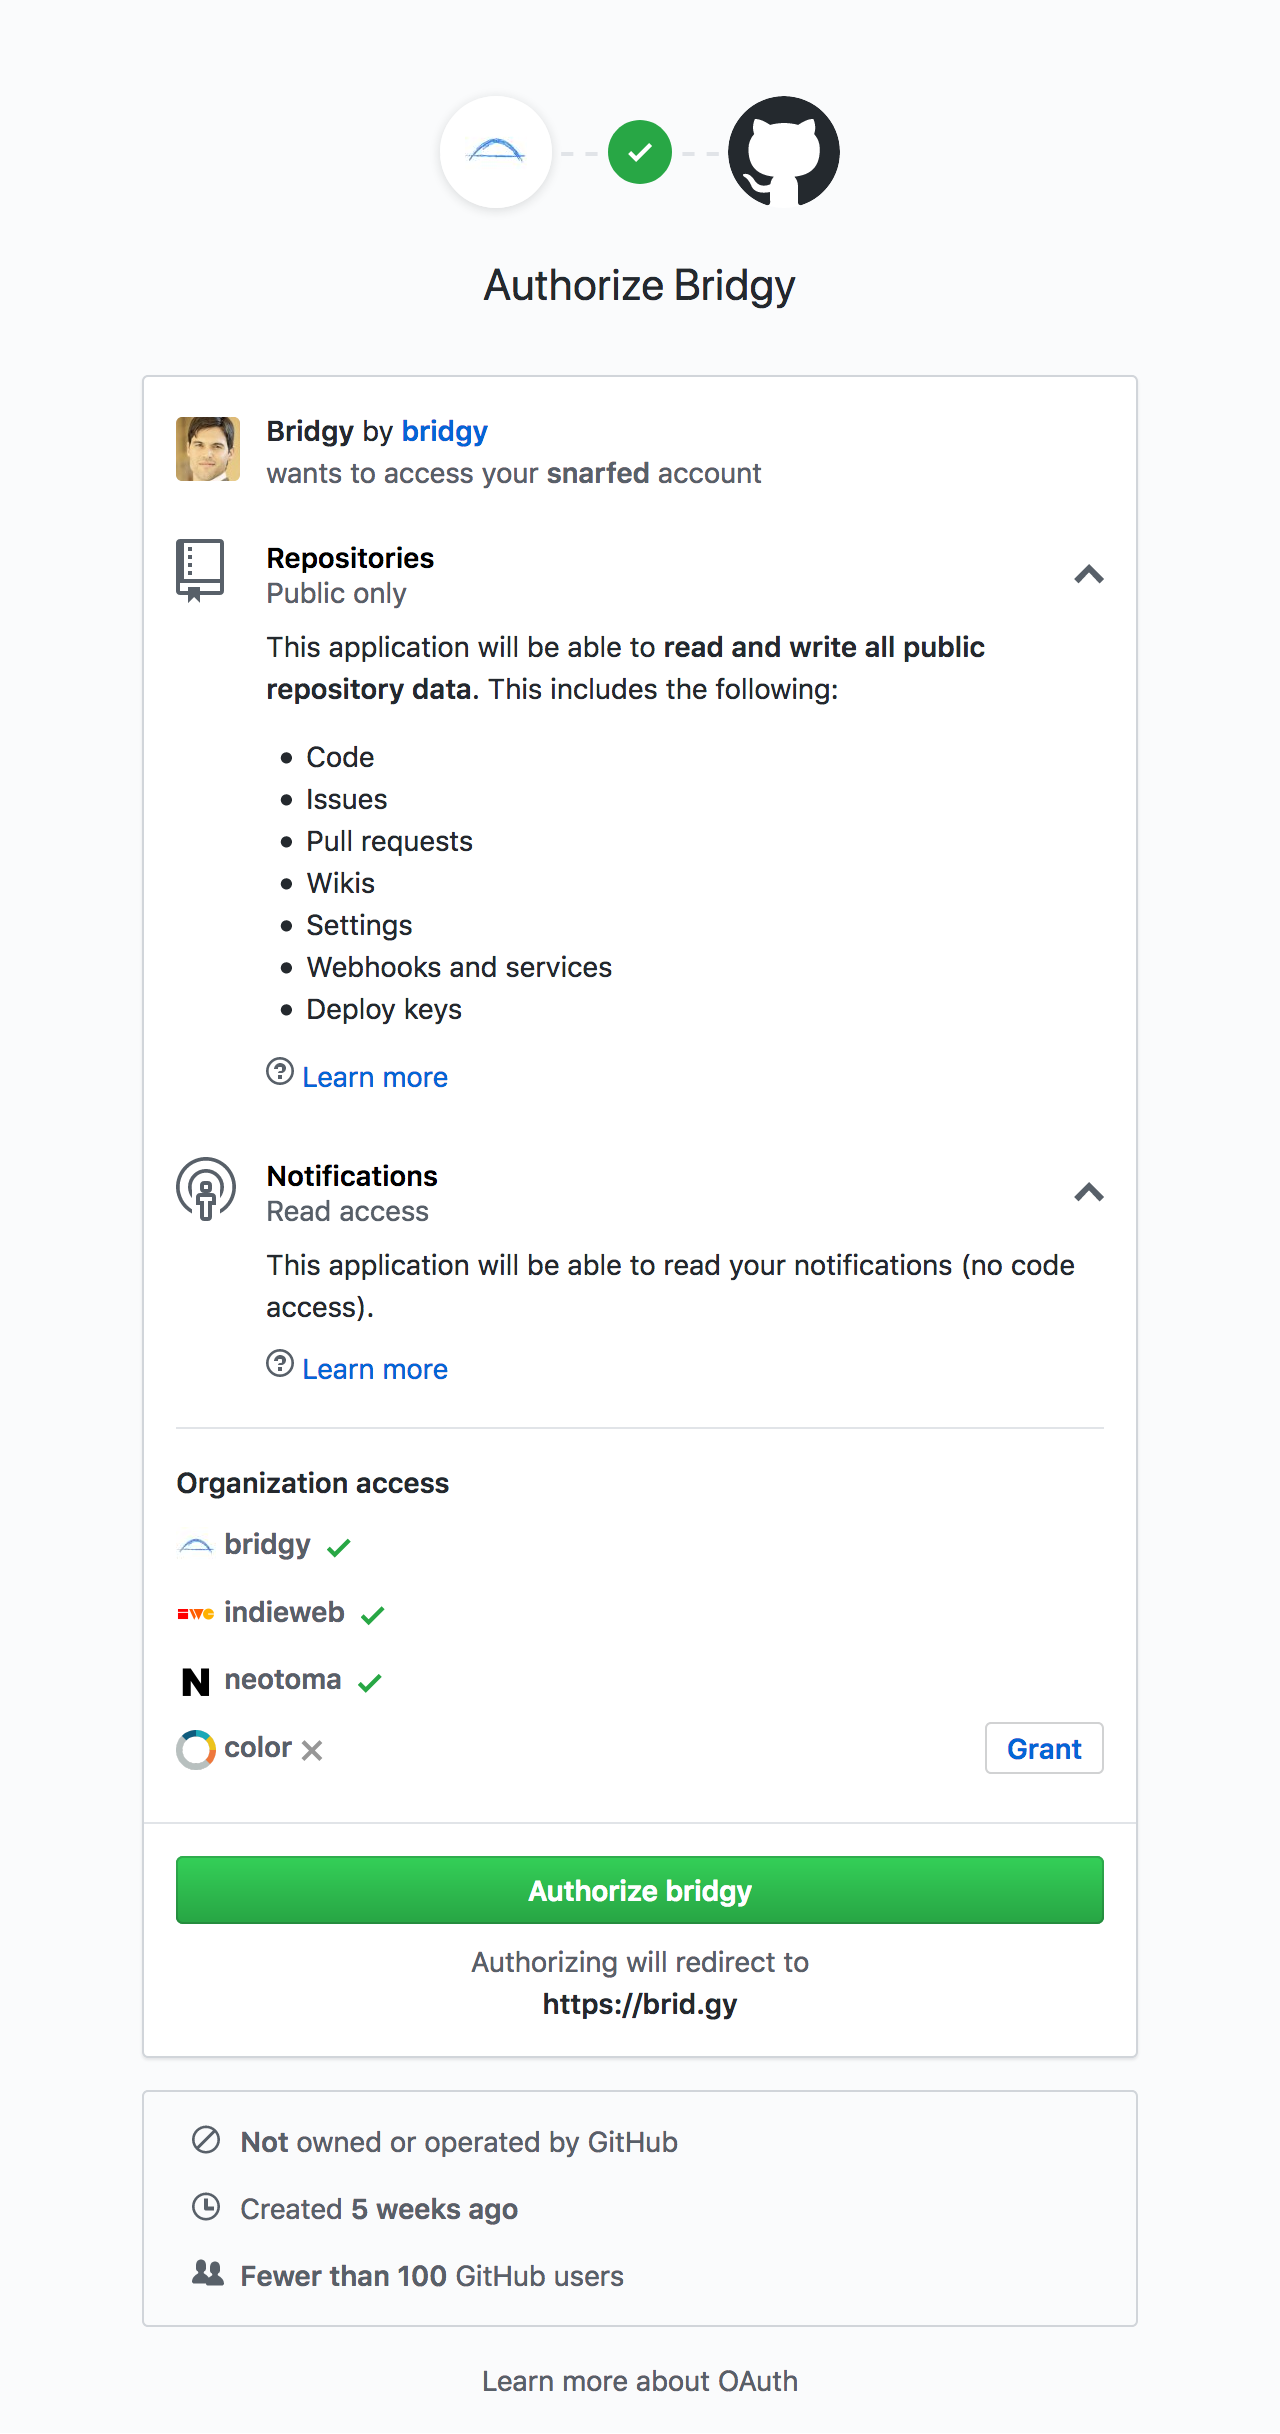 Authorize Bridgy
Bridgy by bridgy
wants to access your snarfed account
Repositories
Public only
This application will be able to read and write all public
repository data. This includes the following:
Code
Issues
Pull requests
Wikis
Settings
Webhooks and services
Deploy keys
Learn more
Notifications
Read access
This application will be able to read your notifications (no code
access).
Learn more
Organization access
bridgy
indieweb
N neotoma
color
Grant
Authorize bridgy
Authorizing will redirect to
https://brid.gy
Not owned or operated by GitHub
Created 5 weeks ago
Fewer than 100 GitHub users
Learn more about OAuth